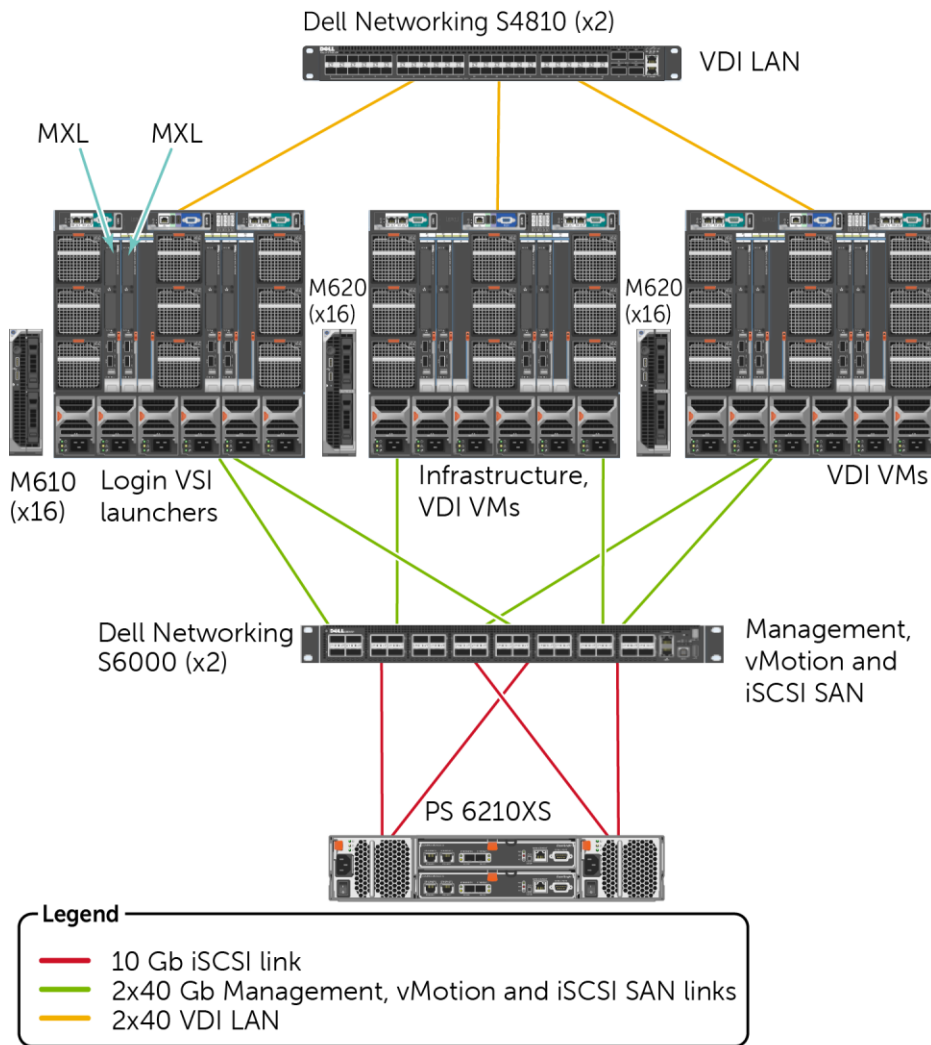 Dell Networking S4810 (x2)
VDI LAN
MXL
MXL
M620
(x16)
M620
(x16)
M610
(x16)
Login VSI
launchers
Infrastructure,
VDI VMs
VDI VMs
Dell Networking
S6000 (x2)
Management,
vMotion and
iSCSI SAN
PS 6210XS
Legend
10 Gb iSCSI link
2x40 Gb Management, vMotion and iSCSI SAN links
2x40 VDI LAN